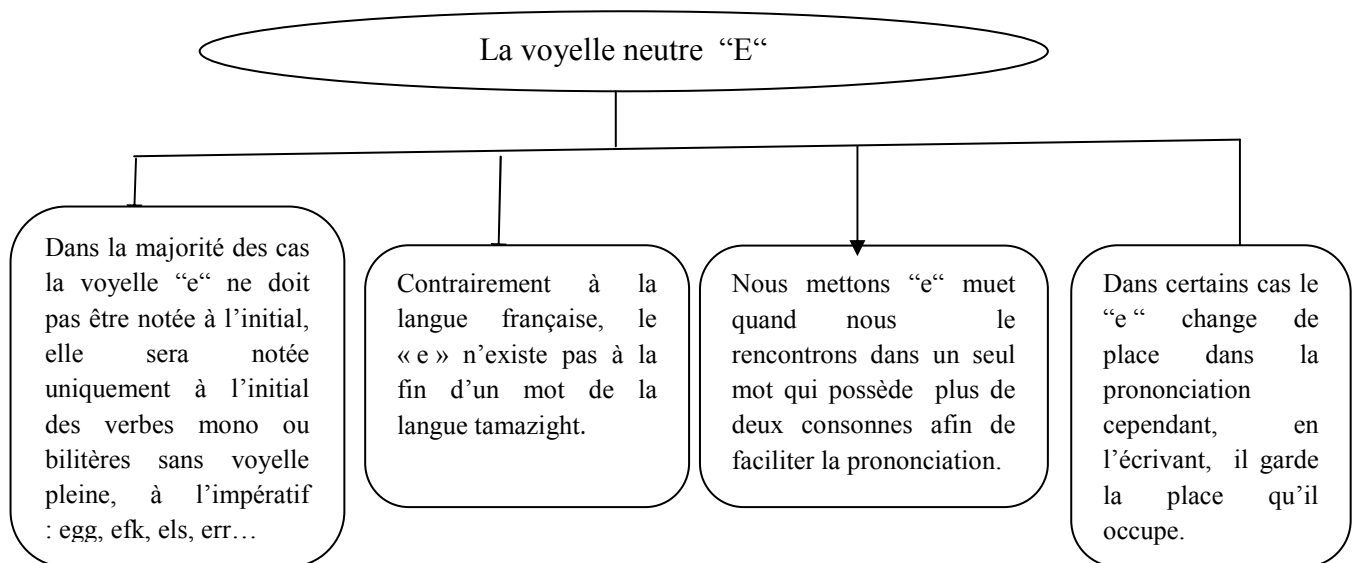 La voyelle neutre “E“
Dans la majorité des cas
la voyelle “e“ ne doit
pas être notée à l’initial,
elle sera notée
uniquement à l’initial
des verbes mono ou
bilitères sans voyelle
pleine, à l’impératif
: egg, efk, els, err…
Contrairement à la
langue française, le
« e » n’existe pas à la
fin d’un mot de la
langue tamazight.
Nous mettons “e“ muet
quand nous le
rencontrons dans un seul
mot qui possède plus de
deux consonnes afin de
faciliter la prononciation.
Dans certains cas le
“e “ change de
place dans la
prononciation
cependant, en
l’écrivant, il garde
la place qu’il
occupe.